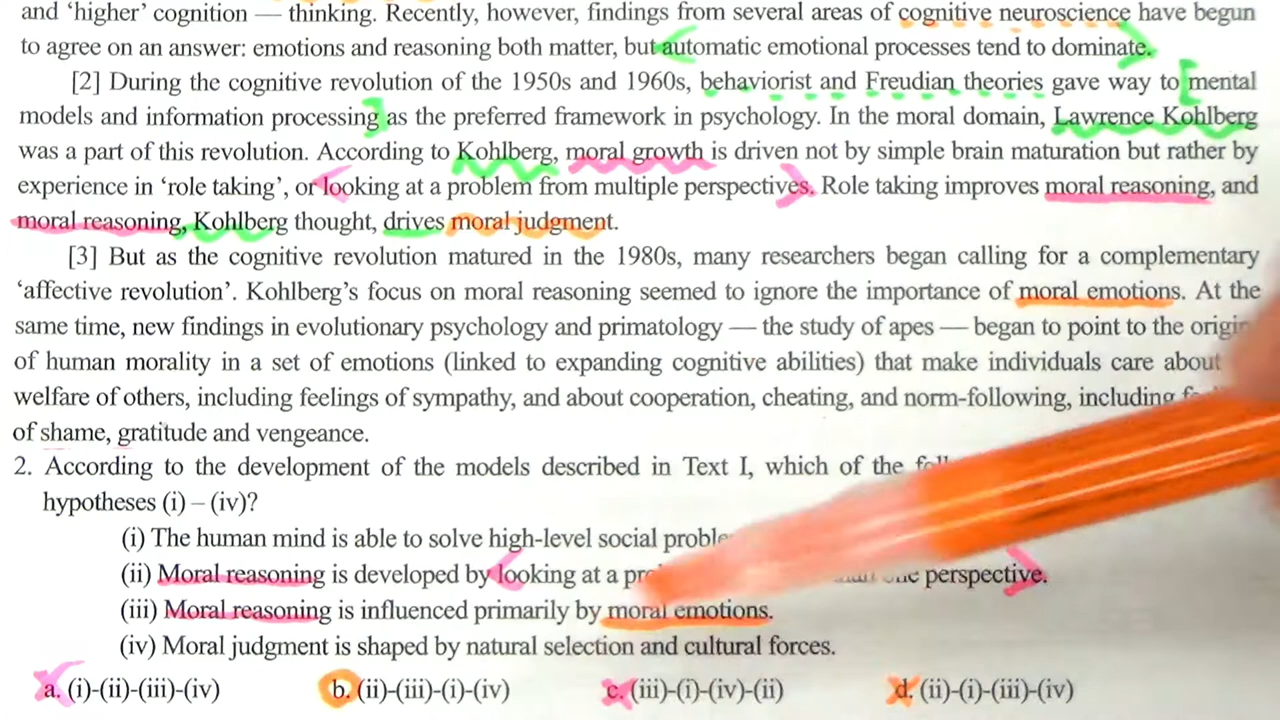 and ‘higher’ cognition — thinking. Recently, however, findings from several areas of cognitive neuroscience have begun
to agree on an answer: emotions and reasoning both matter, but automatic emotional processes tend to dominate.
[2] During the cognitive revolution of the 1950s and 1960s, behaviorist and Freudian theories gave way to mental
models and information processing as the preferred framework in psychology. In the moral domain, Lawrence Kohlberg
was a part of this revolution. According to Kohlberg, moral growth is driven not by simple brain maturation but rather by
experience in ‘role taking’, or looking at a problem from multiple perspectives. Role taking improves moral reasoning, and
moral reasoning, Kohlberg thought, drives moral judgment.
[3] But as the cognitive revolution matured in the 1980s, many researchers began calling for a complementary
‘affective revolution’. Kohlberg’s focus on moral reasoning seemed to ignore the importance of moral emotions. At the
same time, new findings in evolutionary psychology and primatology — the study of apes — began to point to the
of human morality in a set of emotions (linked to expanding cognitive abilities) that make individuals care about
welfare of others, including feelings of sympathy, and about cooperation, cheating, and norm-following, including
of shame, gratitude and vengeance.
2. According to the development of the models described in Text I, which of the
hypotheses (i) – (iv)?
(i) The human mind is able to solve high-level social
(ii) Moral reasoning is developed by looking at a perspective.
(iii) Moral reasoning is influenced primarily by moral emotions.
(iv) Moral judgment is shaped by natural selection and cultural forces.
a. (i)-(ii)-(iii)-(iv) b. (ii)-(iii)-(i)-(iv) c. (iii)-(i)-(iv)-(ii) d. (ii)-(i)-(iii)-(iv)